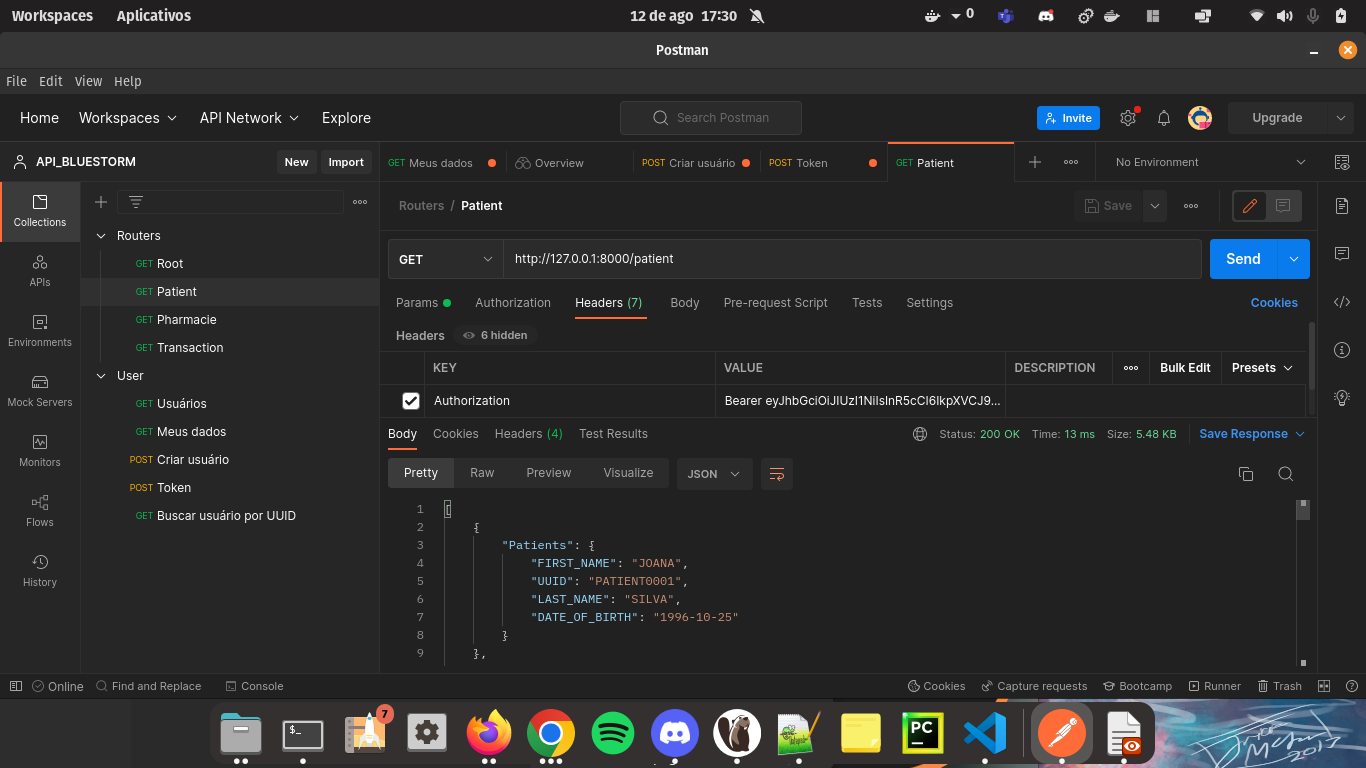 Workspaces Aplicativos 12 de ago 17:30 0
Postman
File Edit View Help
Home Workspaces API Network Explore Search Postman Invite Upgrade
API_BLUESTORM New Import
GET Meus dados Overview POST Criar usuário POST Token GET Patient No Environment
Collections
APIs
Environments
Mock Servers
Monitors
Flows
History
Routers
GET Root
GET Patient
GET Pharmacie
GET Transaction
User
GET Usuários
GET Meus dados
POST Criar usuário
POST Token
GET Buscar usuário por UUID
Routers / Patient Save
GET http://127.0.0.1:8000/patient Send
Params Authorization Headers (7) Body Pre-request Script Tests Settings Cookies
Headers 6 hidden
KEY VALUE DESCRIPTION Bulk Edit Presets
Authorization Bearer eyJhbGciOiJIUzI1NiIsInR5cCI6IkpXVCJ9...
Body Cookies Headers (4) Test Results Status: 200 OK Time: 13 ms Size: 5.48 KB Save Response
Pretty Raw Preview Visualize JSON
1 [
2 {
3 "Patients": {
4 "FIRST_NAME": "JOANA",
5 "UUID": "PATIENT0001",
6 "LAST_NAME": "SILVA",
7 "DATE_OF_BIRTH": "1996-10-25"
8 }
9 },
Online Find and Replace Console Cookies Capture requests Bootcamp Runner Trash
$_ 7 PC